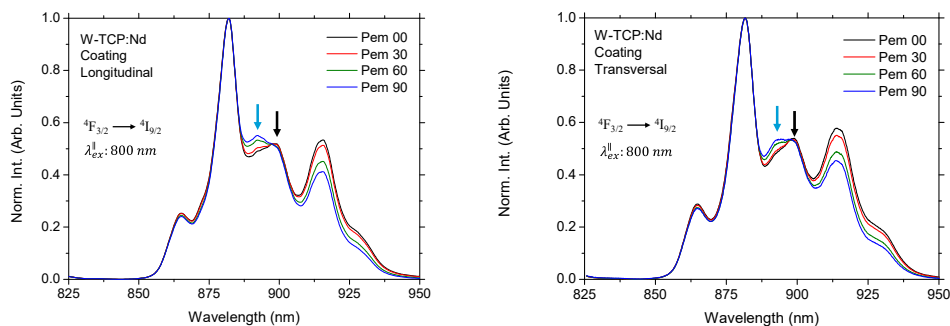 W-TCP:Nd
Coating
Longitudinal
Pem 00
Pem 30
Pem 60
Pem 90
⁴F₃/₂ → ⁴I₉/₂
λ∥ex: 800 nm
Norm. Int. (Arb. Units)
1.0
0.8
0.6
0.4
0.2
0.0
825 850 875 900 925 950
Wavelength (nm)
W-TCP:Nd
Coating
Transversal
Pem 00
Pem 30
Pem 60
Pem 90
⁴F₃/₂ → ⁴I₉/₂
λ∥ex: 800 nm
Norm. Int. (Arb. Units)
1.0
0.8
0.6
0.4
0.2
0.0
825 850 875 900 925 950
Wavelength (nm)